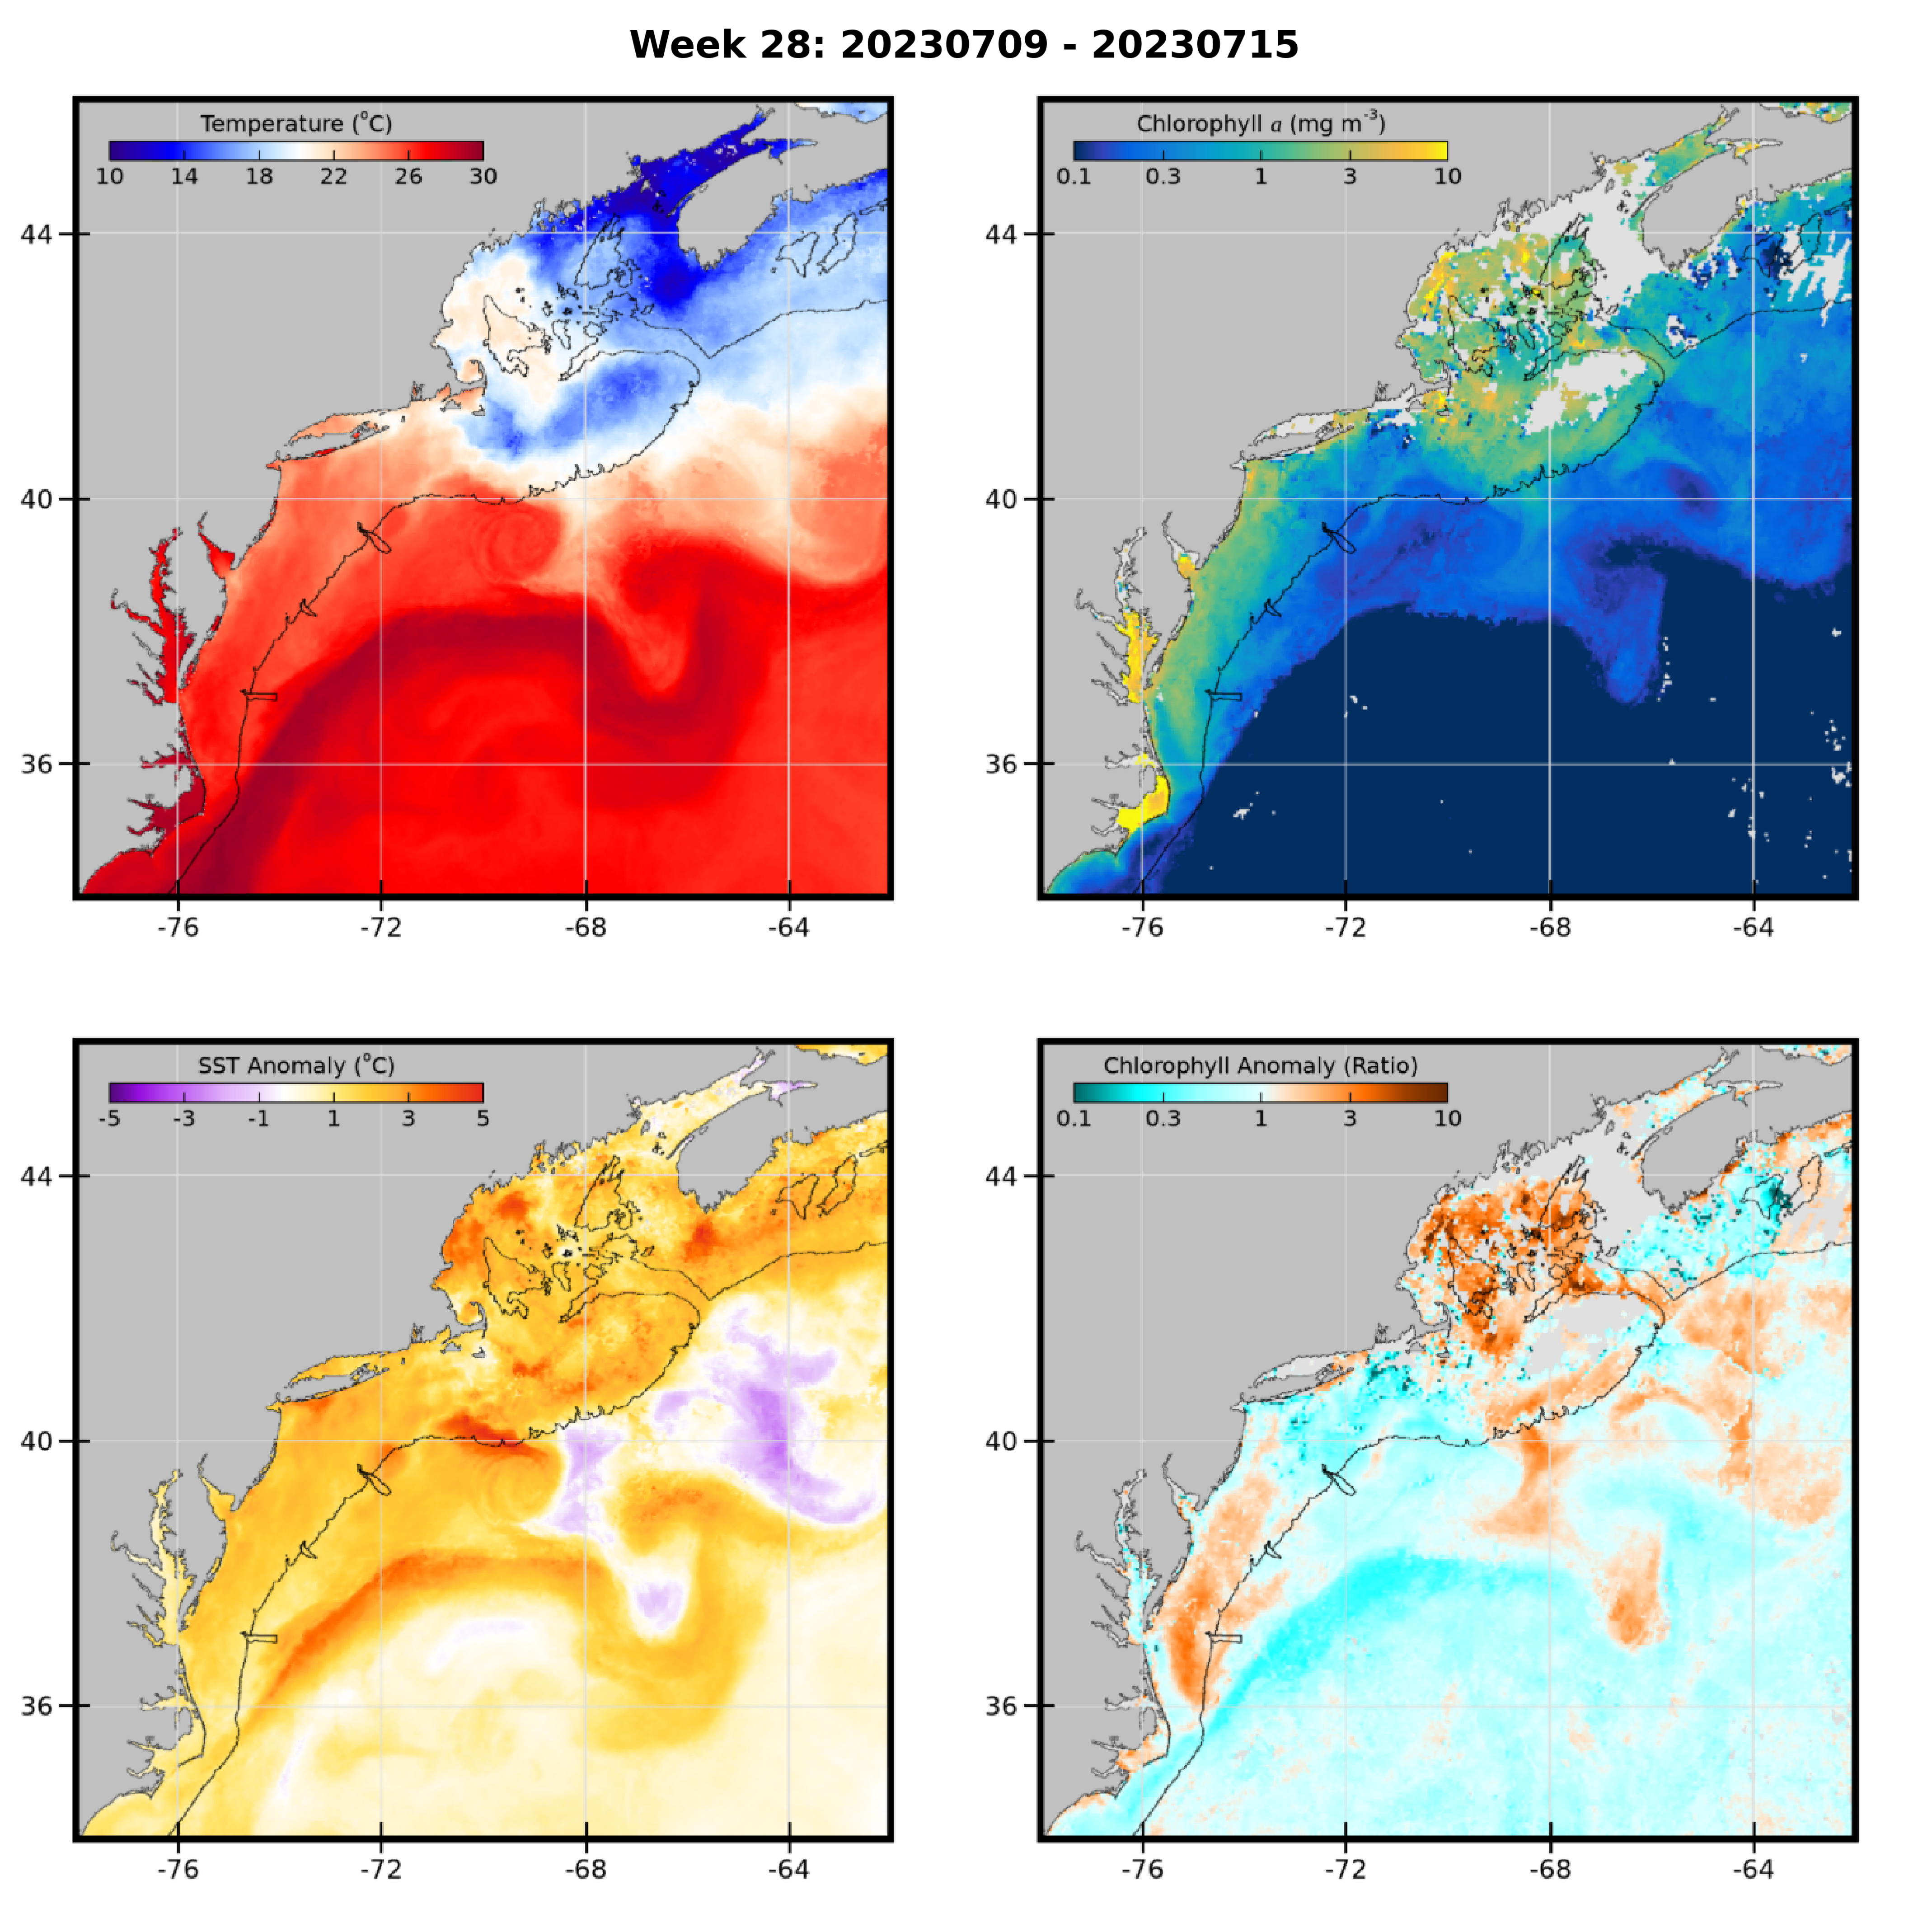 Week 28: 20230709 - 20230715
Temperature (°C)
10 14 18 22 26 30
44
40
36
-76 -72 -68 -64
Chlorophyll a (mg m⁻³)
0.1 0.3 1 3 10
44
40
36
-76 -72 -68 -64
SST Anomaly (°C)
-5 -3 -1 1 3 5
44
40
36
-76 -72 -68 -64
Chlorophyll Anomaly (Ratio)
0.1 0.3 1 3 10
44
40
36
-76 -72 -68 -64